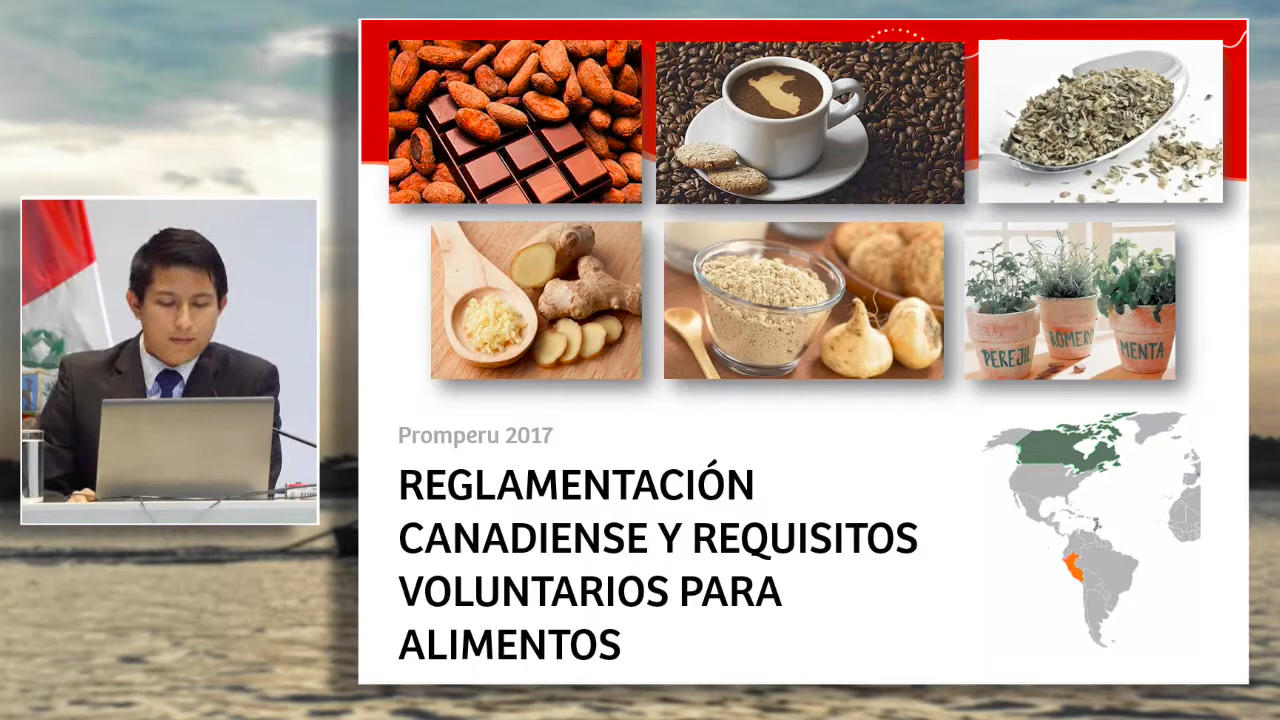 PEREJIL
ROMERO
MENTA
Promperu 2017
REGLAMENTACIÓN
CANADIENSE Y REQUISITOS
VOLUNTARIOS PARA
ALIMENTOS